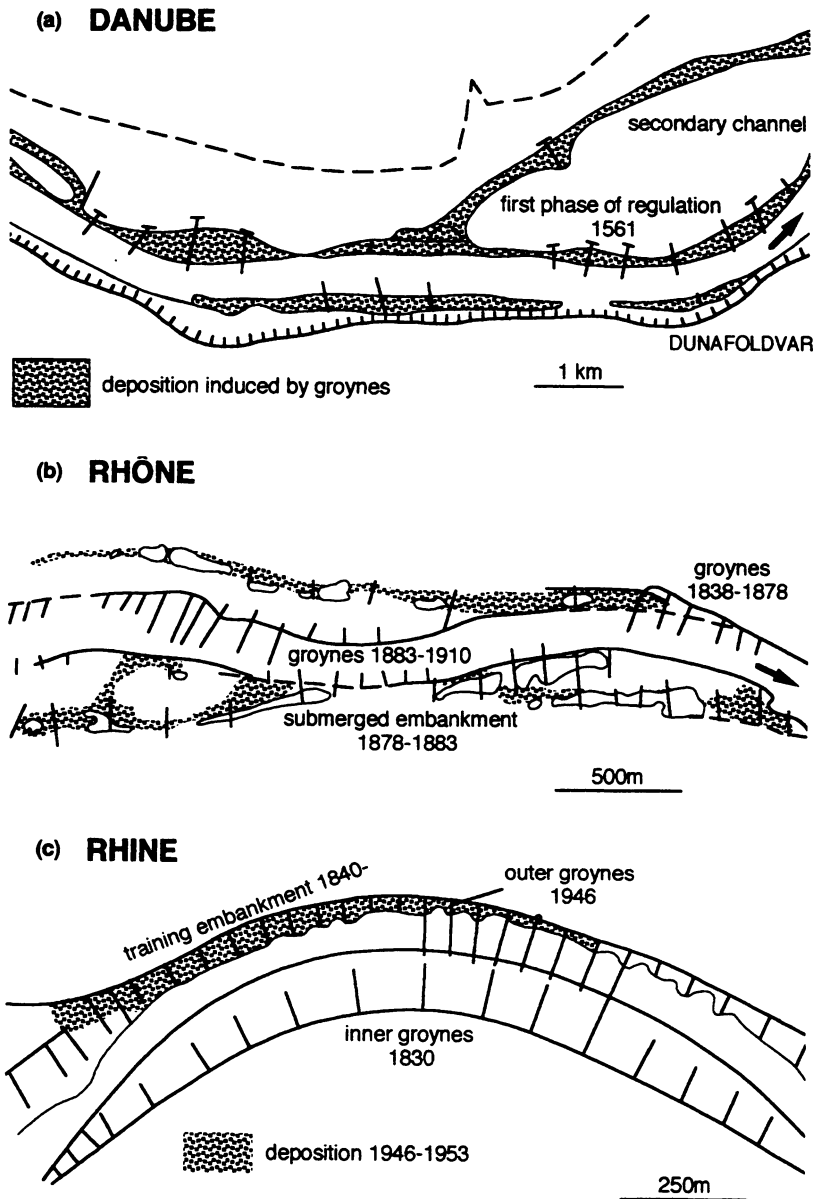 (a) DANUBE
secondary channel
first phase of regulation
1561
DUNAFOLDVAR
deposition induced by groynes
1 km
(b) RHÔNE
groynes
1838-1878
groynes 1883-1910
submerged embankment
1878-1883
500m
(c) RHINE
training embankment 1840-
outer groynes
1946
inner groynes
1830
deposition 1946-1953
250m